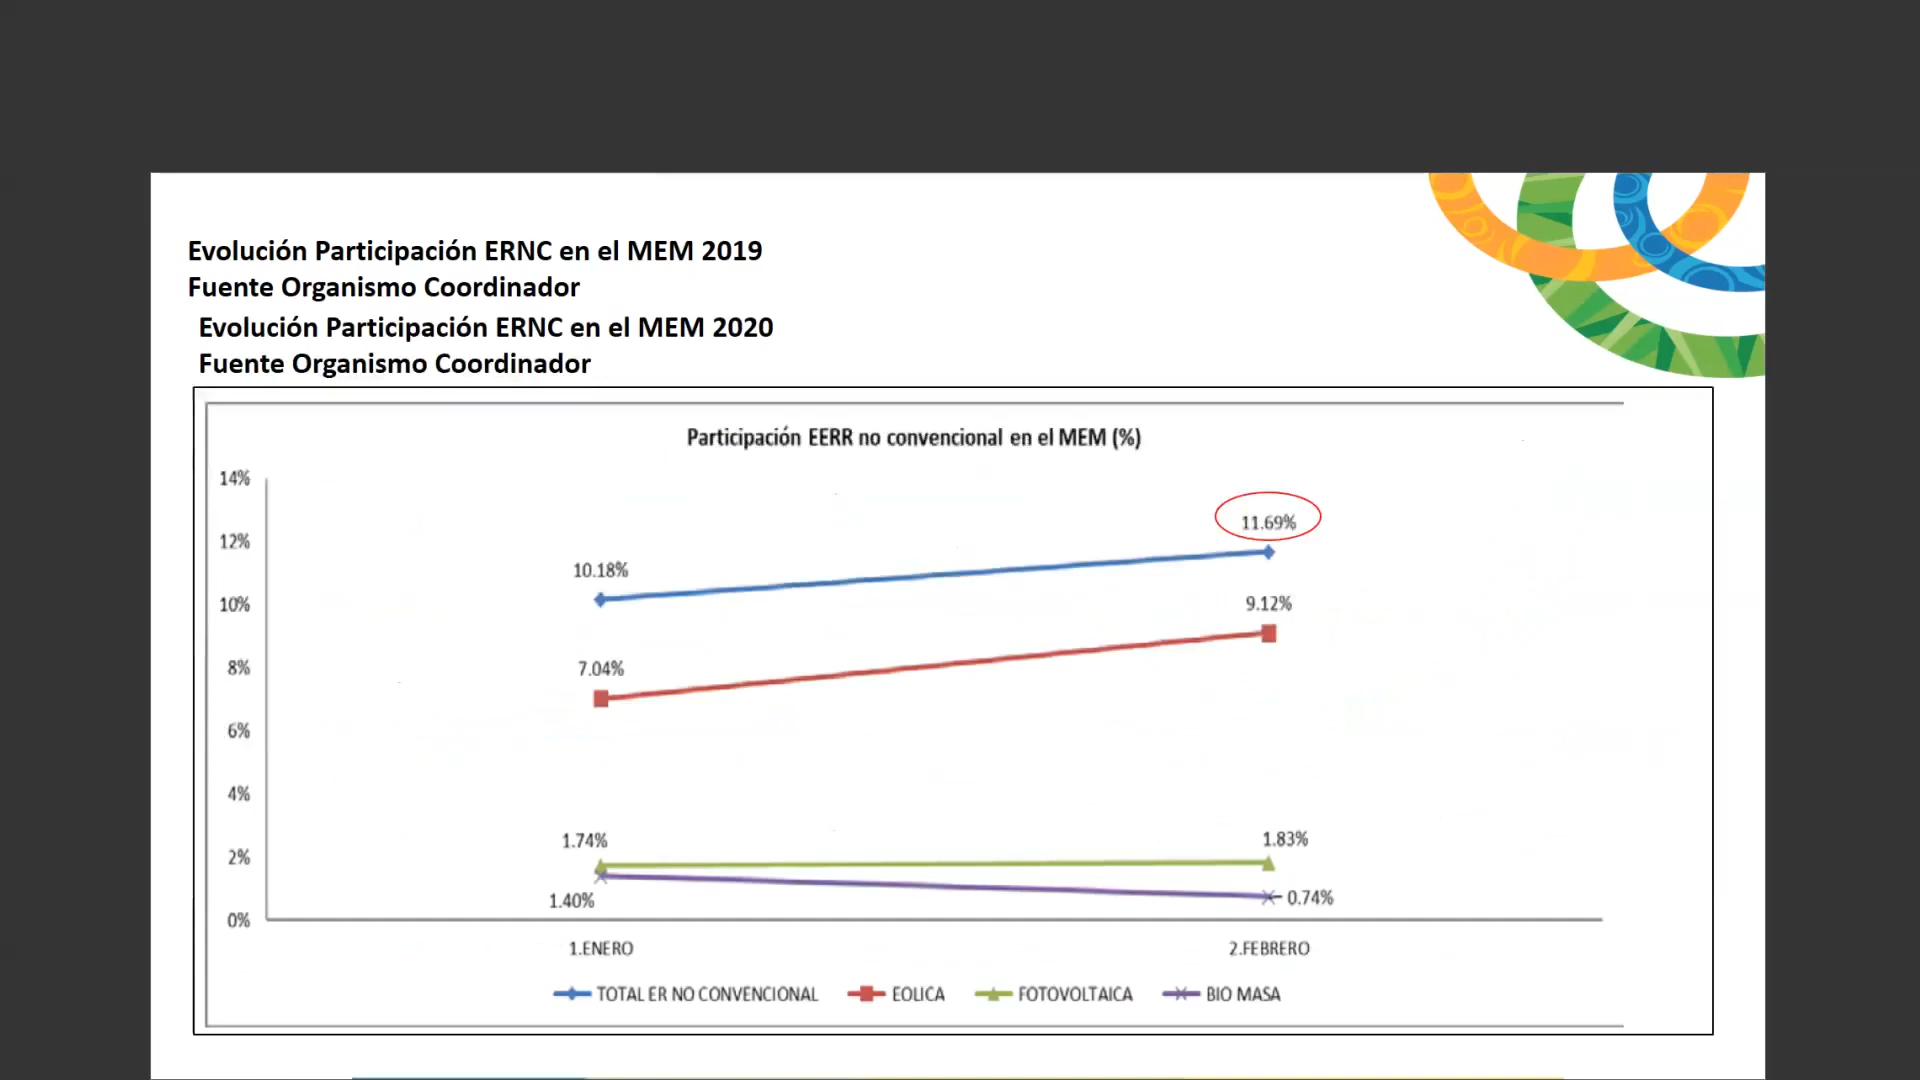 Evolución Participación ERNC en el MEM 2019
Fuente Organismo Coordinador
Evolución Participación ERNC en el MEM 2020
Fuente Organismo Coordinador
Participación EERR no convencional en el MEM (%)
14%
12%
10%
8%
6%
4%
2%
0%
10.18%
11.69%
7.04%
9.12%
1.74%
1.83%
1.40%
0.74%
1.ENERO
2.FEBRERO
TOTAL ER NO CONVENCIONAL
EOLICA
FOTOVOLTAICA
BIO MASA